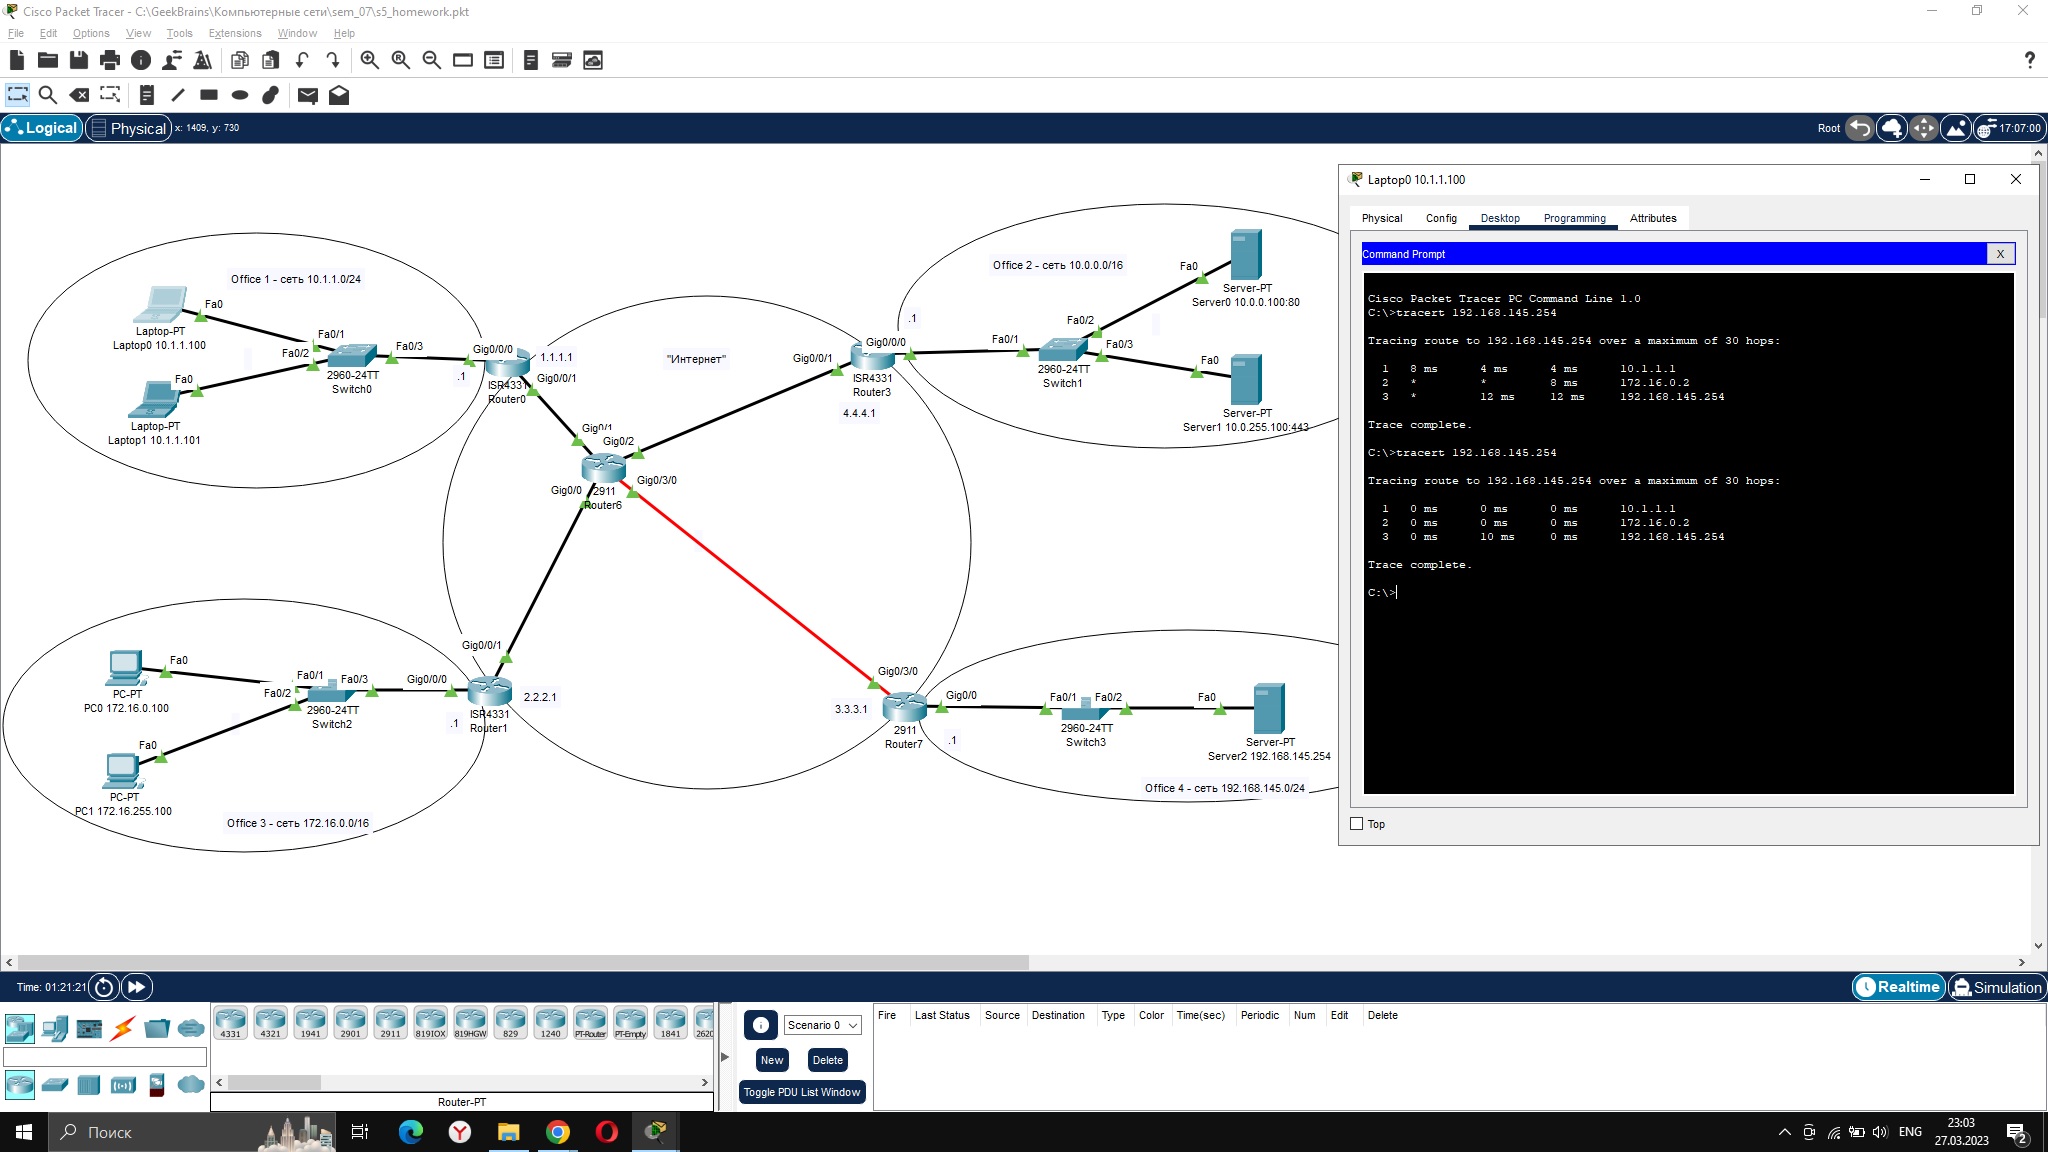 Cisco Packet Tracer - C:\GeekBrains\Компьютерные сети\sem_07\s5_homework.pkt
File Edit Options View Tools Extensions Window Help
Logical Physical x: 1409, y: 730 Root 17:07:00
Office 1 - сеть 10.1.1.0/24
Fa0
Laptop-PT
Laptop0 10.1.1.100
Fa0/1
Fa0/2
Fa0/3
2960-24TT
Switch0
Fa0
Laptop-PT
Laptop1 10.1.1.101
Gig0/0/0
.1
1.1.1.1
Gig0/0/1
ISR4331
Router0
"Интернет"
Gig0/1
Gig0/2
Gig0/3/0
Gig0/0
2911
Router6
Office 2 - сеть 10.0.0.0/16
.1
Gig0/0/0
Gig0/0/1
ISR4331
Router3
4.4.4.1
Fa0/1
Fa0/2
Fa0/3
2960-24TT
Switch1
Fa0
Server-PT
Server0 10.0.0.100:80
Fa0
Server-PT
Server1 10.0.255.100:443
Fa0
PC-PT
PC0 172.16.0.100
Fa0/1
Fa0/2
Fa0/3
2960-24TT
Switch2
Fa0
PC-PT
PC1 172.16.255.100
Office 3 - сеть 172.16.0.0/16
Gig0/0/0
Gig0/0/1
.1
2.2.2.1
ISR4331
Router1
Gig0/3/0
3.3.3.1
Gig0/0
2911
Router7
.1
Fa0/1
Fa0/2
2960-24TT
Switch3
Fa0
Server-PT
Server2 192.168.145.254
Office 4 - сеть 192.168.145.0/24
Laptop0 10.1.1.100
Physical Config Desktop Programming Attributes
Command Prompt X
Cisco Packet Tracer PC Command Line 1.0
C:\>tracert 192.168.145.254
Tracing route to 192.168.145.254 over a maximum of 30 hops:
1 8 ms 4 ms 4 ms 10.1.1.1
2 * * 8 ms 172.16.0.2
3 * 12 ms 12 ms 192.168.145.254
Trace complete.
C:\>tracert 192.168.145.254
Tracing route to 192.168.145.254 over a maximum of 30 hops:
1 0 ms 0 ms 0 ms 10.1.1.1
2 0 ms 0 ms 0 ms 172.16.0.2
3 0 ms 10 ms 0 ms 192.168.145.254
Trace complete.
C:\>
Top
Time: 01:21:21 Realtime Simulation
4331 4321 1941 2901 2911 819IOX 819HGW 829 1240 PT-Router PT-Empty 1841 2620
Router-PT
Scenario 0
New Delete
Toggle PDU List Window
Fire Last Status Source Destination Type Color Time(sec) Periodic Num Edit Delete
Поиск
ENG
23:03
27.03.2023
2